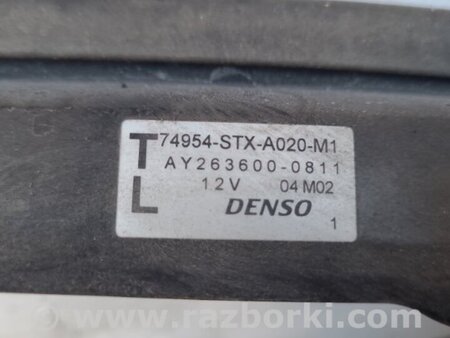 T 74954-STX-A020-M1
AY263600-0811
L 12V 04 M02
DENSO
1
www.razborki.com